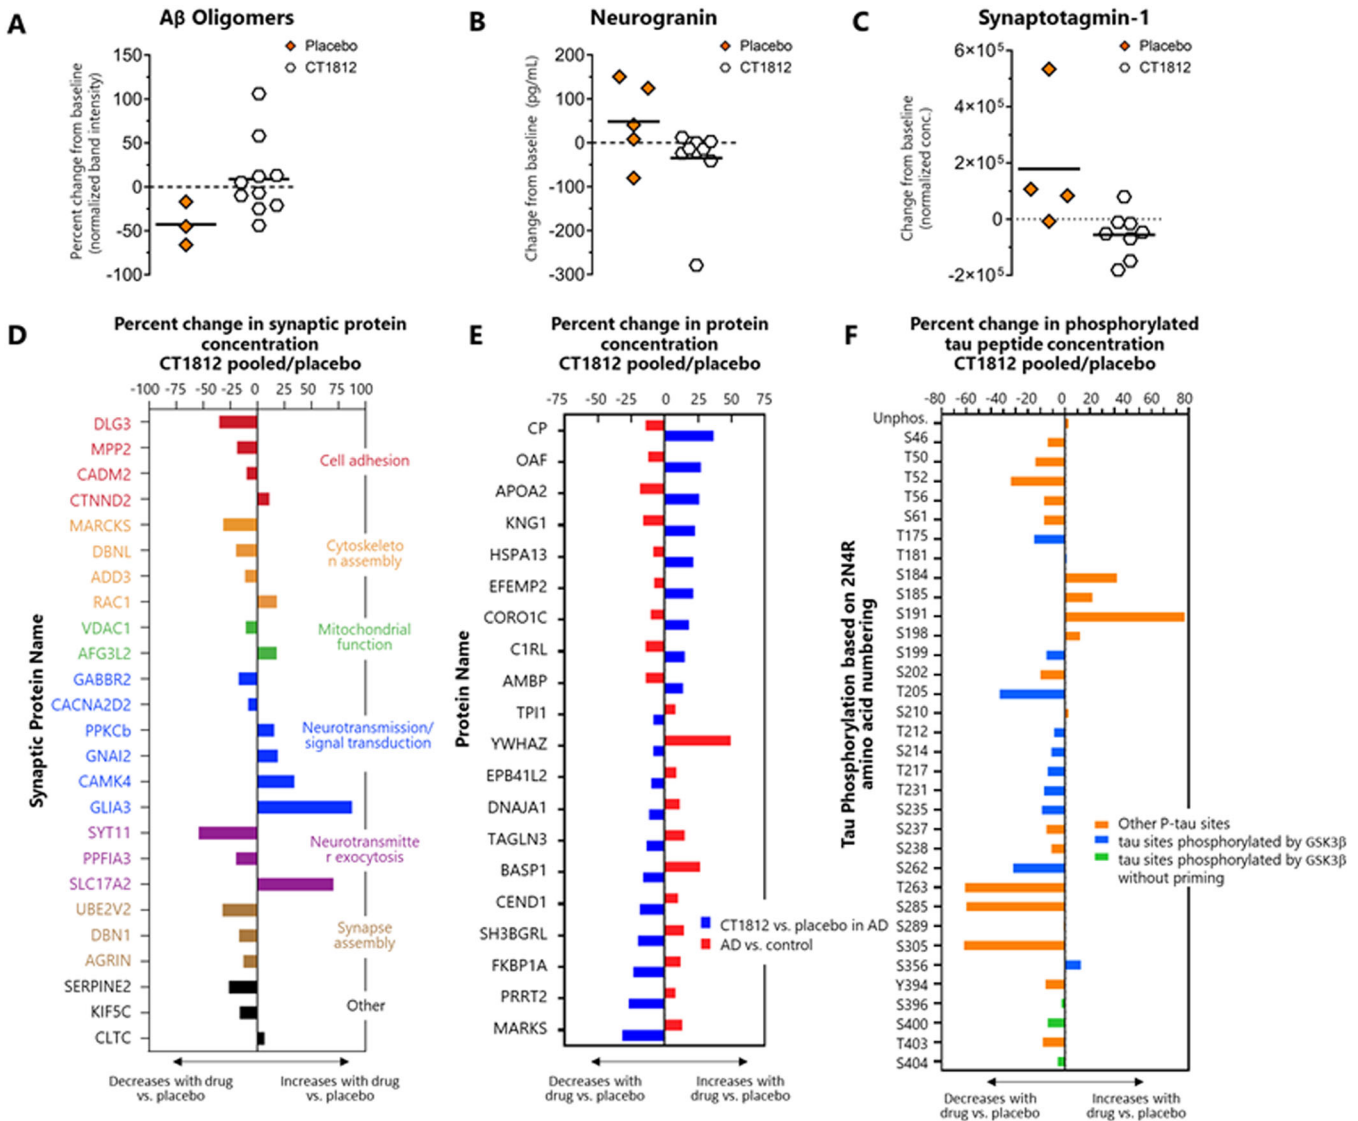 A
Aβ Oligomers
Placebo
CT1812
Percent change from baseline
(normalized band intensity)
150
100
50
0
-50
-100
B
Neurogranin
Placebo
CT1812
Change from baseline (pg/mL)
200
100
0
-100
-200
-300
C
Synaptotagmin-1
Placebo
CT1812
Change from baseline
(normalized conc.)
6×10⁵
4×10⁵
2×10⁵
0
-2×10⁵
D
Percent change in synaptic protein
concentration
CT1812 pooled/placebo
-100 -75 -50 -25 0 25 50 75 100
Synaptic Protein Name
DLG3
MPP2
CADM2
CTNND2
MARCKS
DBNL
ADD3
RAC1
VDAC1
AFG3L2
GABBR2
CACNA2D2
PPKCb
GNAI2
CAMK4
GLIA3
SYT11
PPFIA3
SLC17A2
UBE2V2
DBN1
AGRIN
SERPINE2
KIF5C
CLTC
Cell adhesion
Cytoskeleto
n assembly
Mitochondrial
function
Neurotransmission/
signal transduction
Neurotransmitte
r exocytosis
Synapse
assembly
Other
Decreases with drug
vs. placebo
Increases with drug
vs. placebo
E
Percent change in protein
concentration
CT1812 pooled/placebo
-75 -50 -25 0 25 50 75
Protein Name
CP
OAF
APOA2
KNG1
HSPA13
EFEMP2
CORO1C
C1RL
AMBP
TPI1
YWHAZ
EPB41L2
DNAJA1
TAGLN3
BASP1
CEND1
SH3BGRL
FKBP1A
PRRT2
MARKS
CT1812 vs. placebo in AD
AD vs. control
Decreases with
drug vs. placebo
Increases with
drug vs. placebo
F
Percent change in phosphorylated
tau peptide concentration
CT1812 pooled/placebo
-80 -60 -40 -20 0 20 40 60 80
Tau Phosphorylation based on 2N4R
amino acid numbering
Unphos.
S46
T50
T52
T56
S61
T175
T181
S184
S185
S191
S198
S199
S202
T205
S210
T212
S214
T217
T231
S235
S237
S238
S262
T263
S285
S289
S305
S356
Y394
S396
S400
T403
S404
Other P-tau sites
tau sites phosphorylated by GSK3β
tau sites phosphorylated by GSK3β
without priming
Decreases with
drug vs. placebo
Increases with
drug vs. placebo